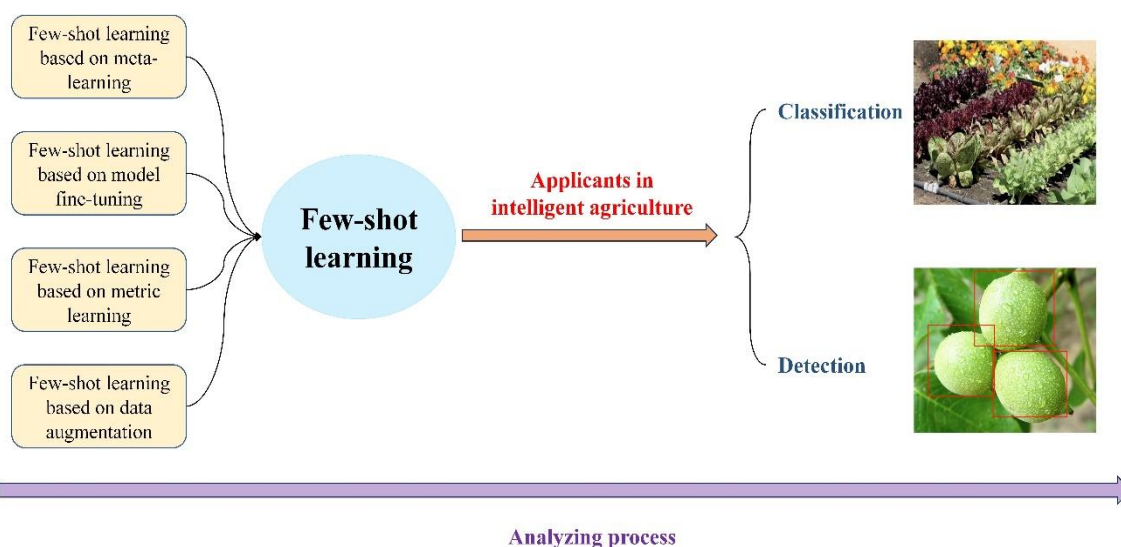 Few-shot learning
based on meta-
learning
Few-shot learning
based on model
fine-tuning
Few-shot learning
based on metric
learning
Few-shot learning
based on data
augmentation
Few-shot
learning
Applicants in
intelligent agriculture
Classification
Detection
Analyzing process